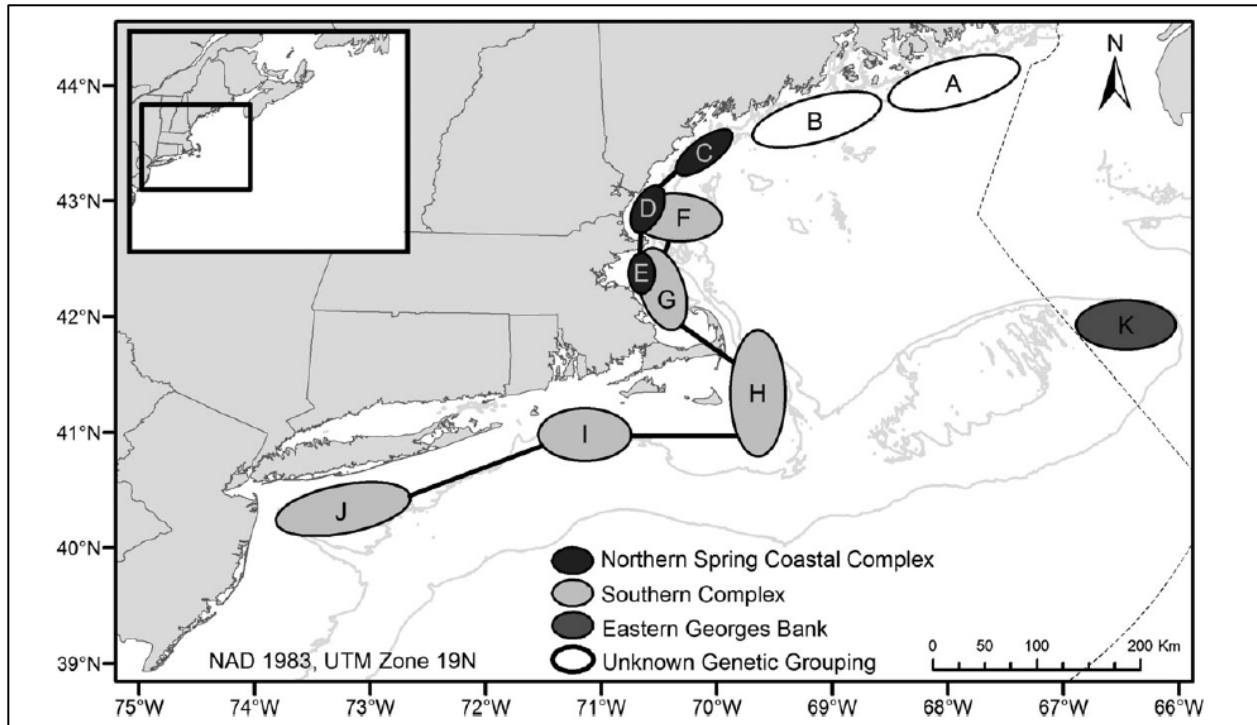 N
44°N
43°N
42°N
41°N
40°N
39°N
A
B
C
D
F
E
G
K
H
I
J
Northern Spring Coastal Complex
Southern Complex
Eastern Georges Bank
Unknown Genetic Grouping
NAD 1983, UTM Zone 19N
0 50 100 200 Km
75°W 74°W 73°W 72°W 71°W 70°W 69°W 68°W 67°W 66°W